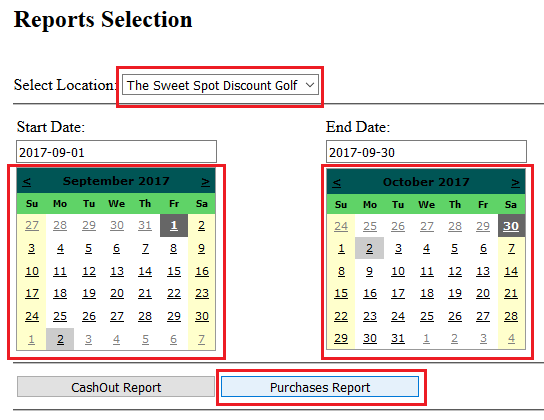 Reports Selection
Select Location: The Sweet Spot Discount Golf
Start Date: End Date:
2017-09-01 2017-09-30
< September 2017 > < October 2017 >
Su Mo Tu We Th Fr Sa Su Mo Tu We Th Fr Sa
27 28 29 30 31 1 2 24 25 26 27 28 29 30
3 4 5 6 7 8 9 1 2 3 4 5 6 7
10 11 12 13 14 15 16 8 9 10 11 12 13 14
17 18 19 20 21 22 23 15 16 17 18 19 20 21
24 25 26 27 28 29 30 22 23 24 25 26 27 28
1 2 3 4 5 6 7 29 30 31 1 2 3 4
CashOut Report Purchases Report